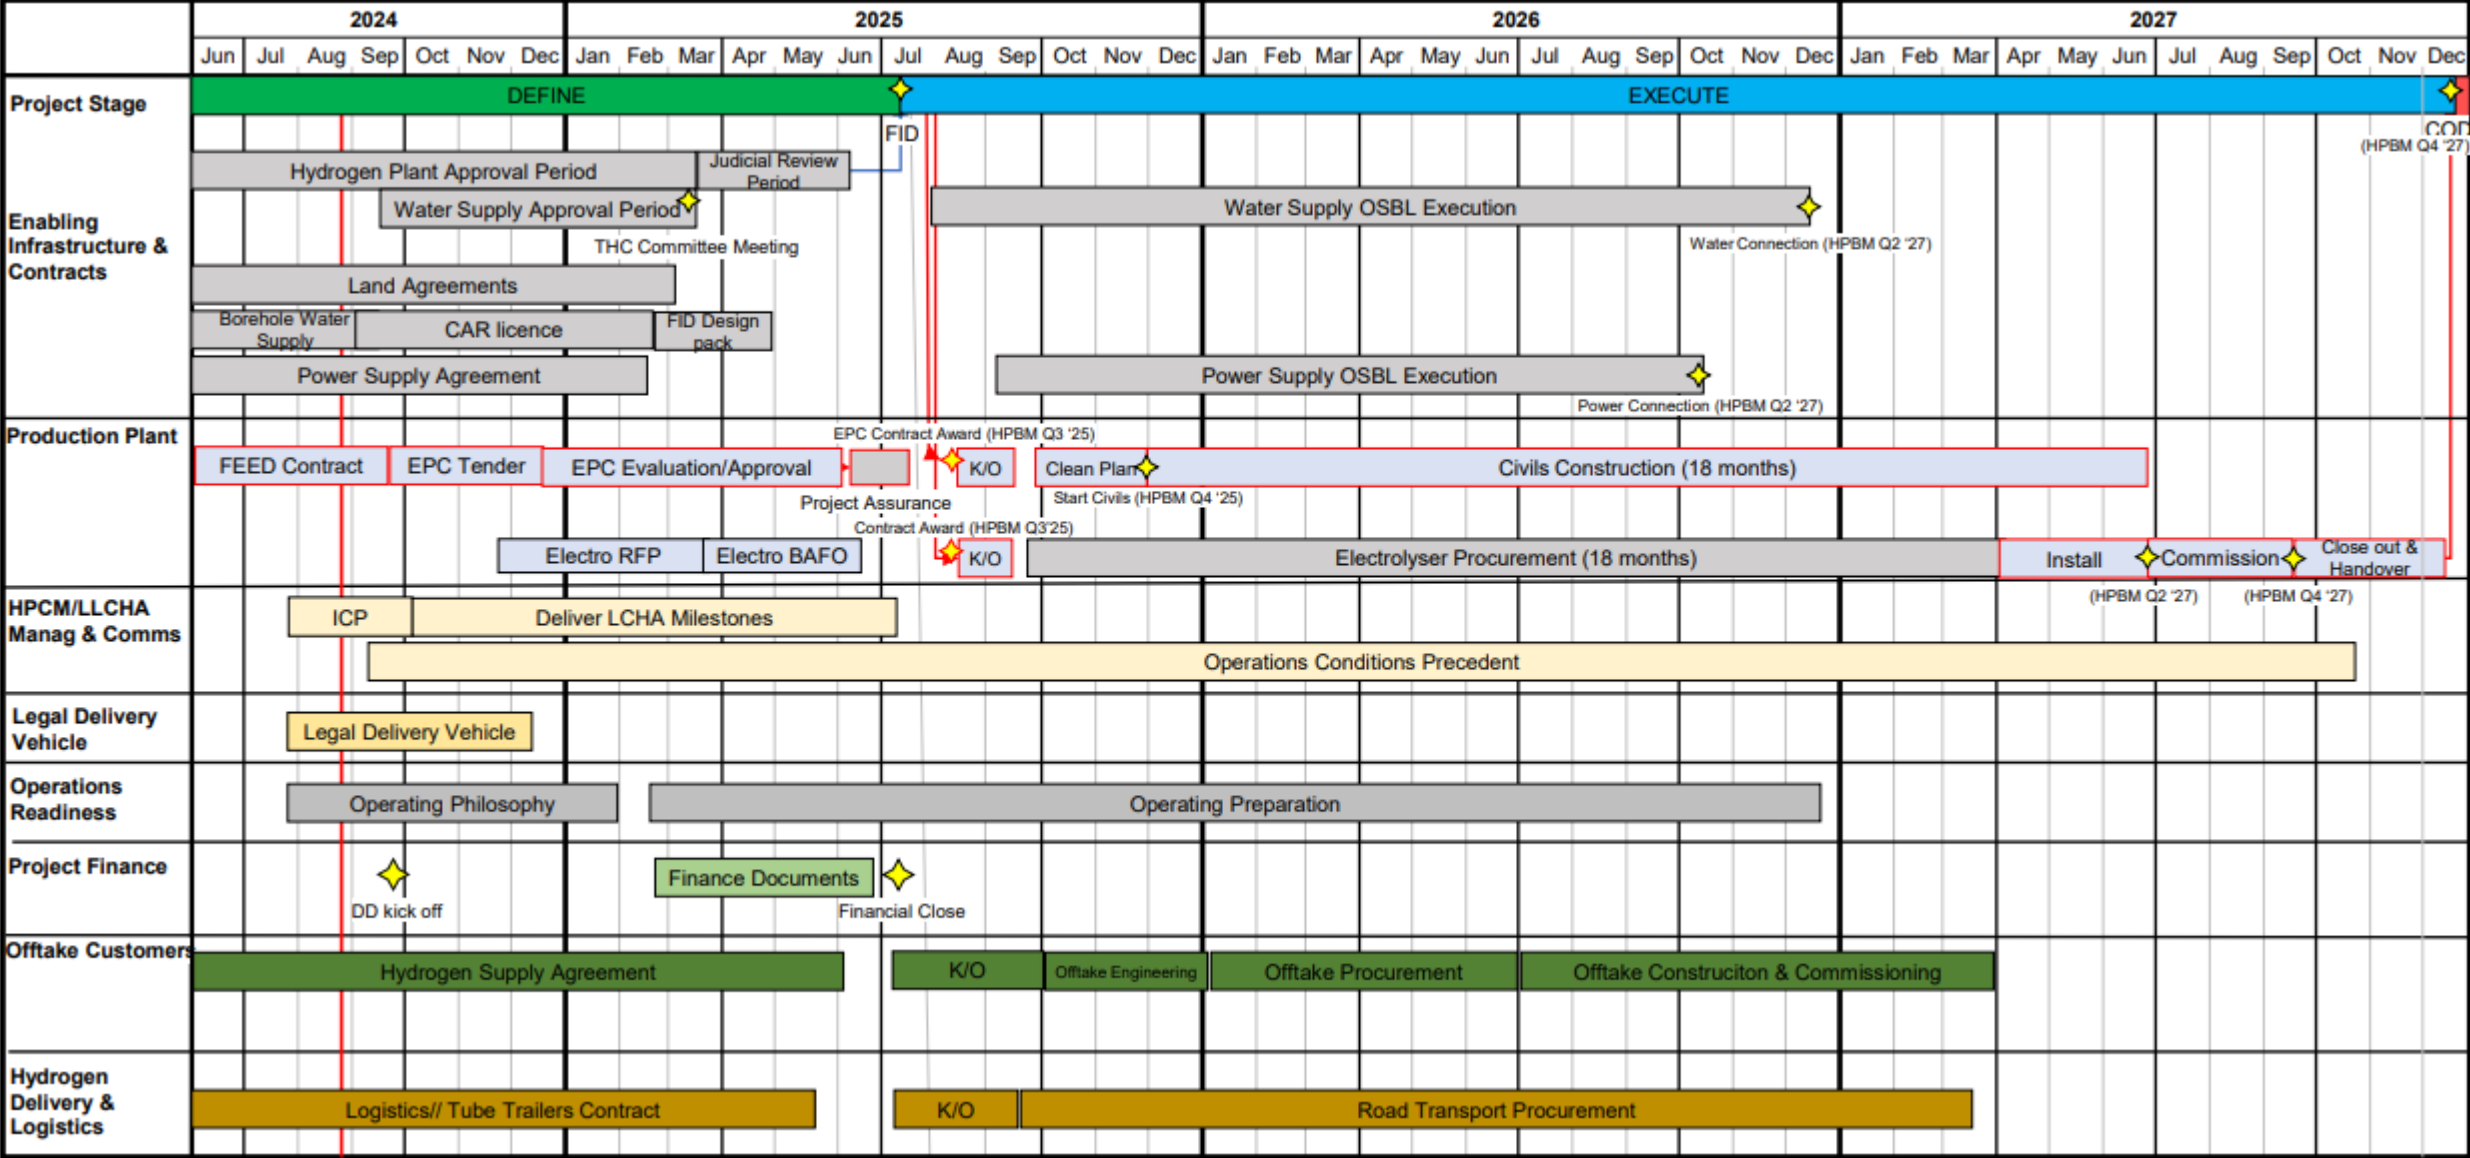 2024 2025 2026 2027
Jun Jul Aug Sep Oct Nov Dec Jan Feb Mar Apr May Jun Jul Aug Sep Oct Nov Dec Jan Feb Mar Apr May Jun Jul Aug Sep Oct Nov Dec Jan Feb Mar Apr May Jun Jul Aug Sep Oct Nov Dec
Project Stage
DEFINE
EXECUTE
FID
COD
(HPBM Q4 '27)
Enabling
Infrastructure &
Contracts
Hydrogen Plant Approval Period
Judicial Review
Period
Water Supply Approval Period
Water Supply OSBL Execution
THC Committee Meeting
Water Connection (HPBM Q2 '27)
Land Agreements
Borehole Water
Supply
CAR licence
FID Design
pack
Power Supply Agreement
Power Supply OSBL Execution
Power Connection (HPBM Q2 '27)
Production Plant
EPC Contract Award (HPBM Q3 '25)
FEED Contract
EPC Tender
EPC Evaluation/Approval
K/O
Clean Plan
Civils Construction (18 months)
Project Assurance
Start Civils (HPBM Q4 '25)
Contract Award (HPBM Q3'25)
Electro RFP
Electro BAFO
K/O
Electrolyser Procurement (18 months)
Install
Commission
Close out &
Handover
(HPBM Q2 '27)
(HPBM Q4 '27)
HPCM/LLCHA
Manag & Comms
ICP
Deliver LCHA Milestones
Operations Conditions Precedent
Legal Delivery
Vehicle
Legal Delivery Vehicle
Operations
Readiness
Operating Philosophy
Operating Preparation
Project Finance
Finance Documents
DD kick off
Financial Close
Offtake Customers
Hydrogen Supply Agreement
K/O
Offtake Engineering
Offtake Procurement
Offtake Construciton & Commissioning
Hydrogen
Delivery &
Logistics
Logistics// Tube Trailers Contract
K/O
Road Transport Procurement